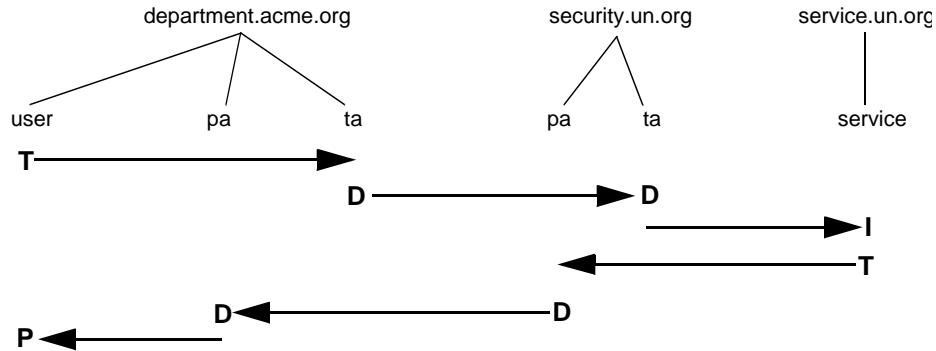 department.acme.org security.un.org service.un.org
user pa ta pa ta service
T
D D
I
T
D D
P